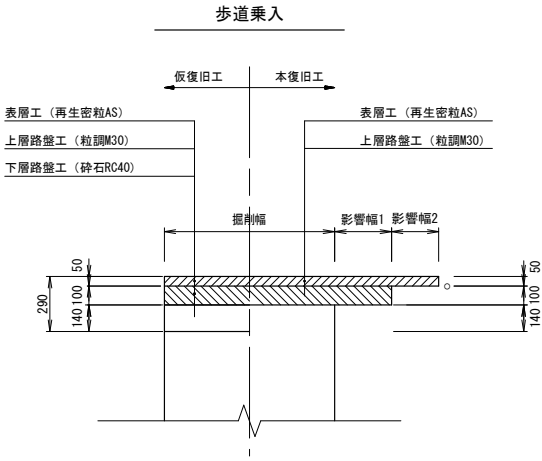 歩道乗入
仮復旧工
本復旧工
表層工（再生密粒AS）
上層路盤工（粒調M30）
下層路盤工（砕石RC40）
表層工（再生密粒AS）
上層路盤工（粒調M30）
掘削幅
影響幅1
影響幅2
50
100
140
290
50
100
140